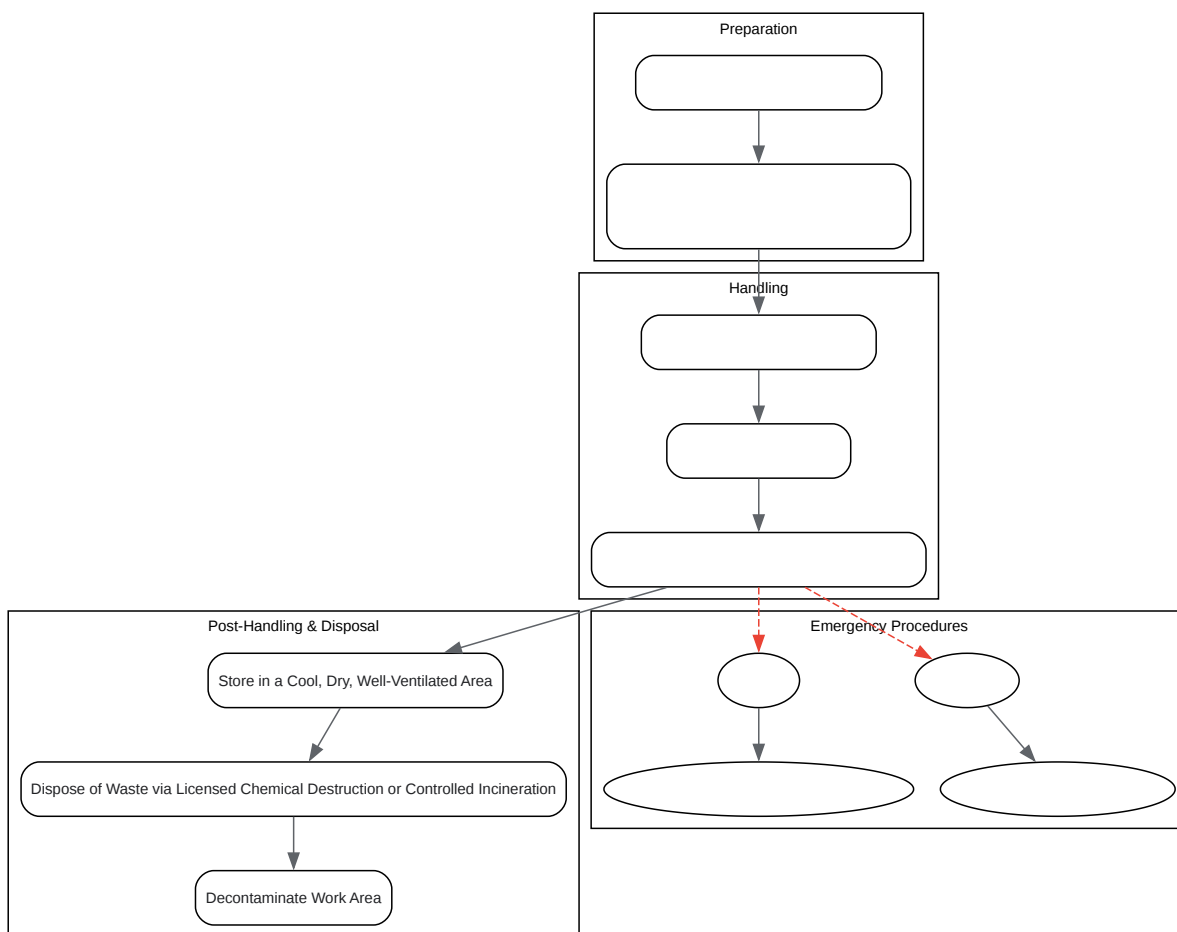 Preparation
Handling
Post-Handling & Disposal
Emergency Procedures
Store in a Cool, Dry, Well-Ventilated Area
Dispose of Waste via Licensed Chemical Destruction or Controlled Incineration
Decontaminate Work Area